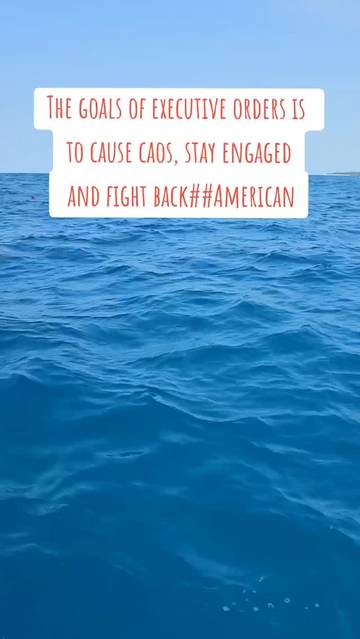 The goals of executive orders is
to cause caos, stay engaged
and fight back##American